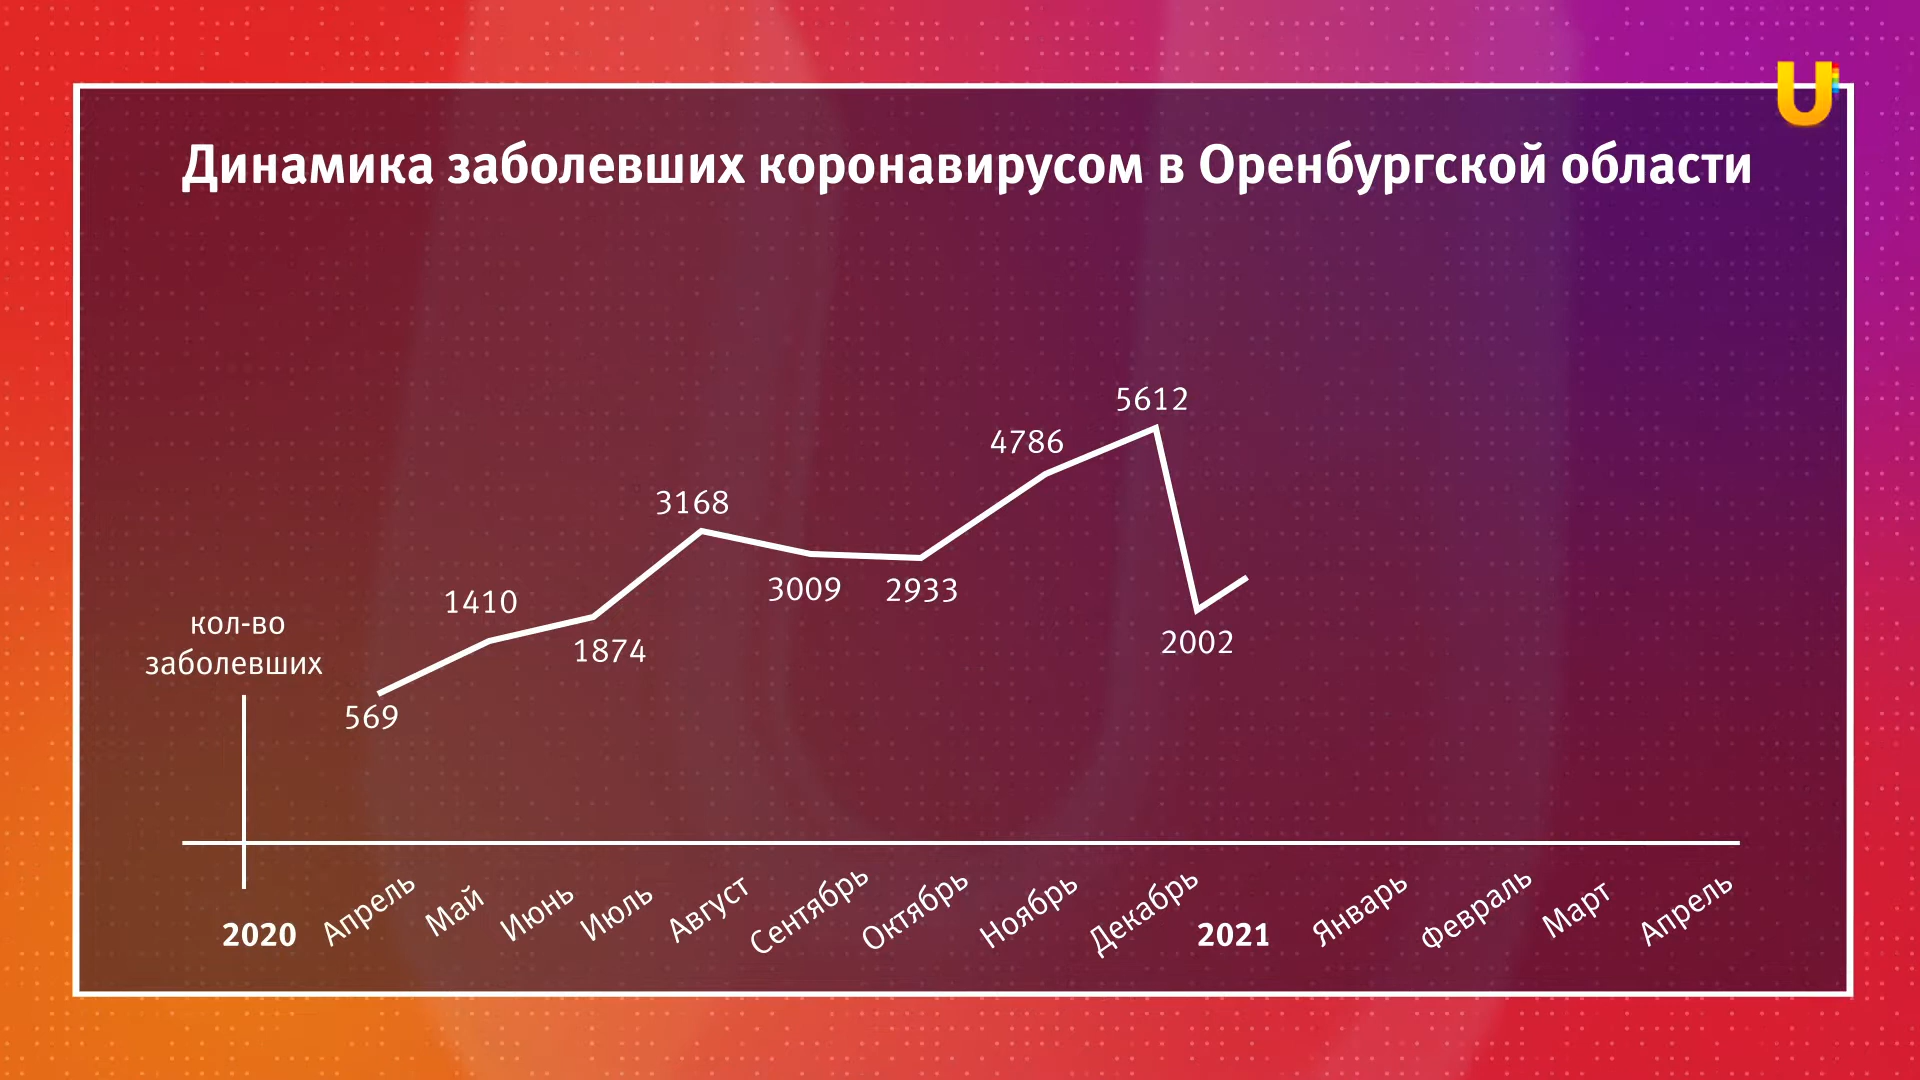 U
Динамика заболевших коронавирусом в Оренбургской области
5612
4786
3168
3009
2933
1410
1874
2002
569
кол-во
заболевших
2020 Апрель Май Июнь Июль Август Сентябрь Октябрь Ноябрь Декабрь 2021 Январь Февраль Март Апрель